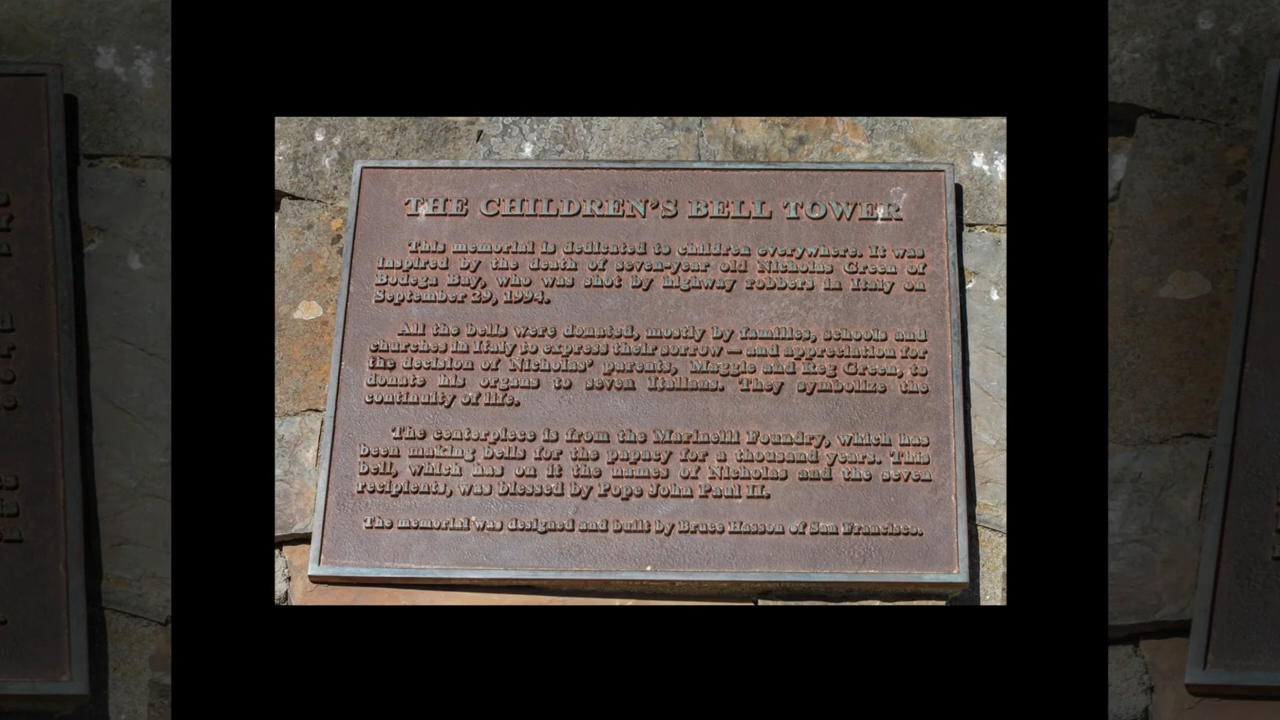 THE CHILDREN'S BELL TOWER
This memorial is dedicated to children everywhere. It was
inspired by the death of seven-year old Nicholas Green of
Bodega Bay, who was shot by highway robbers in Italy on
September 29, 1994.
All the bells were donated, mostly by families, schools and
churches in Italy to express their sorrow — and appreciation for
the decision of Nicholas' parents, Maggie and Reg Green, to
donate his organs to seven Italians. They symbolize the
continuity of life.
The centerpiece is from the Marinelli Foundry, which has
been making bells for the papacy for a thousand years. This
bell, which has on it the names of Nicholas and the seven
recipients, was blessed by Pope John Paul II.
The memorial was designed and built by Bruce Hasson of San Francisco.